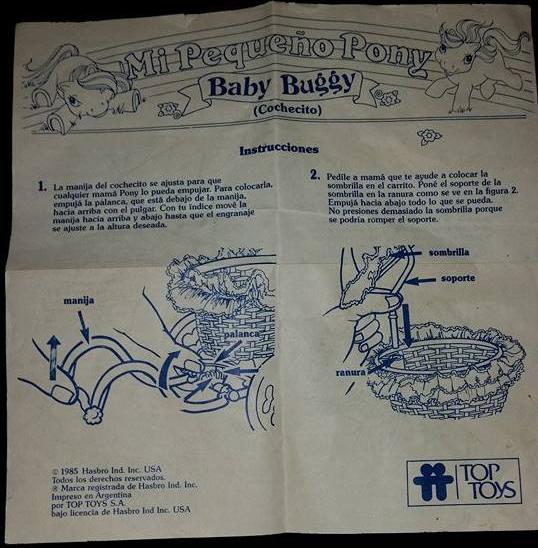 Mi Pequeño Pony
Baby Buggy
(Cochecito)
Instrucciones
1. La manija del cochecito se ajusta para que
cualquier mamá Pony lo pueda empujar. Para colocarla,
empujá la palanca, que está debajo de la manija,
hacia arriba con el pulgar. Con tu índice mové la
manija hacia arriba y abajo hasta que el engranaje
se ajuste a la altura deseada.
2. Pedile a mamá que te ayude a colocar la
sombrilla en el carrito. Poné el soporte de la
sombrilla en la ranura como se ve en la figura 2.
Empujá hacia abajo todo lo que se pueda.
No presiones demasiado la sombrilla porque
se podría romper el soporte.
manija
palanca
sombrilla
soporte
ranura
© 1985 Hasbro Ind. Inc. USA
Todos los derechos reservados.
® Marca registrada de Hasbro Ind. Inc.
Impreso en Argentina
por TOP TOYS S.A.
bajo licencia de Hasbro Ind Inc. USA
TOP
TOYS